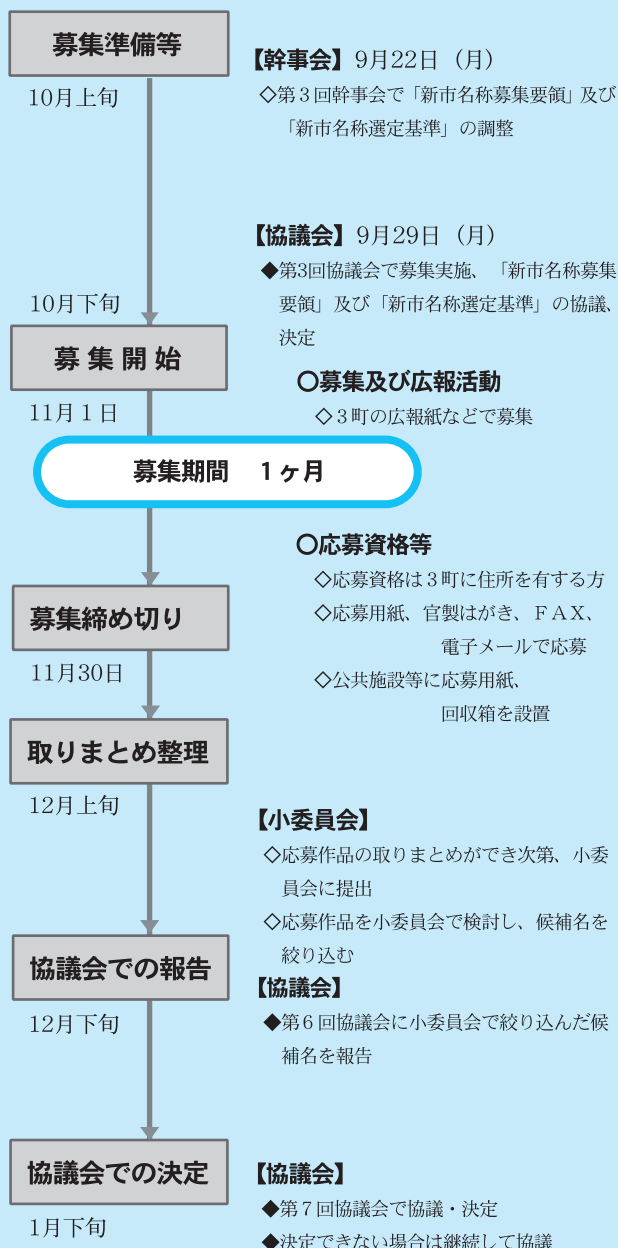 募集準備等
10月上旬
【幹事会】9月22日（月）
◇第３回幹事会で「新市名称募集要領」及び
「新市名称選定基準」の調整
【協議会】9月29日（月）
◆第3回協議会で募集実施、「新市名称募集
要領」及び「新市名称選定基準」の協議、
決定
10月下旬
募集開始
11月１日
○募集及び広報活動
◇３町の広報紙などで募集
募集期間　１ヶ月
○応募資格等
◇応募資格は３町に住所を有する方
◇応募用紙、官製はがき、ＦＡＸ、
電子メールで応募
◇公共施設等に応募用紙、
回収箱を設置
募集締め切り
11月30日
取りまとめ整理
12月上旬
【小委員会】
◇応募作品の取りまとめができ次第、小委
員会に提出
◇応募作品を小委員会で検討し、候補名を
絞り込む
協議会での報告
12月下旬
【協議会】
◆第６回協議会に小委員会で絞り込んだ候
補名を報告
協議会での決定
1月下旬
【協議会】
◆第７回協議会で協議・決定
◆決定できない場合は継続して協議